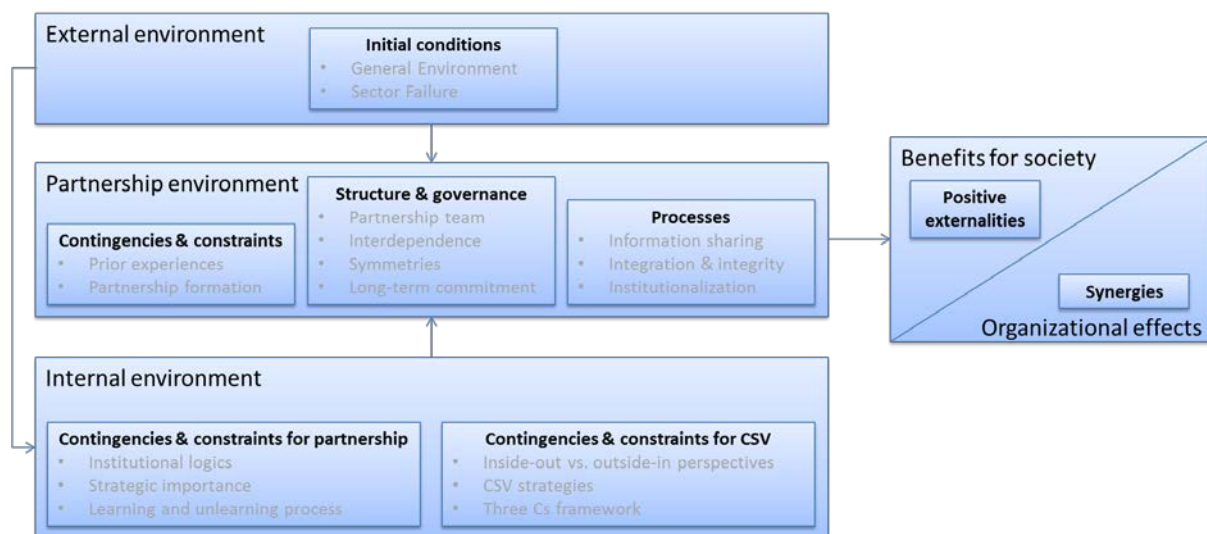 External environment
Initial conditions
• General Environment
• Sector Failure
Partnership environment
Contingencies & constraints
• Prior experiences
• Partnership formation
Structure & governance
• Partnership team
• Interdependence
• Symmetries
• Long-term commitment
Processes
• Information sharing
• Integration & integrity
• Institutionalization
Internal environment
Contingencies & constraints for partnership
• Institutional logics
• Strategic importance
• Learning and unlearning process
Contingencies & constraints for CSV
• Inside-out vs. outside-in perspectives
• CSV strategies
• Three Cs framework
Benefits for society
Positive
externalities
Synergies
Organizational effects